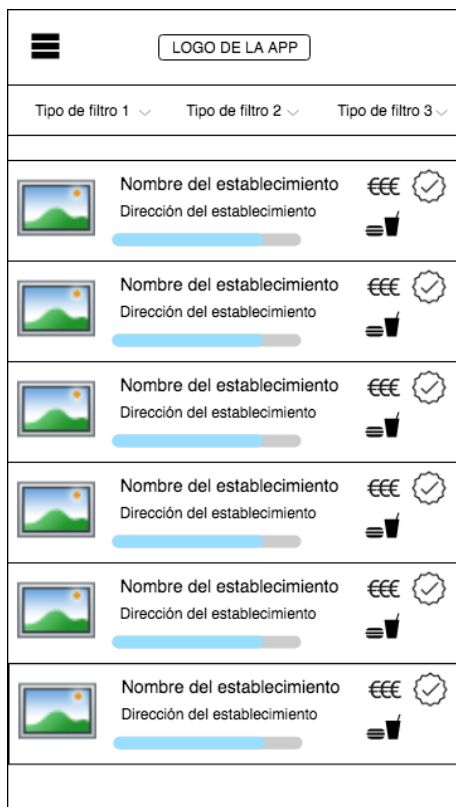 LOGO DE LA APP
Tipo de filtro 1 Tipo de filtro 2 Tipo de filtro 3
Nombre del establecimiento €€€
Dirección del establecimiento
Nombre del establecimiento €€€
Dirección del establecimiento
Nombre del establecimiento €€€
Dirección del establecimiento
Nombre del establecimiento €€€
Dirección del establecimiento
Nombre del establecimiento €€€
Dirección del establecimiento
Nombre del establecimiento €€€
Dirección del establecimiento